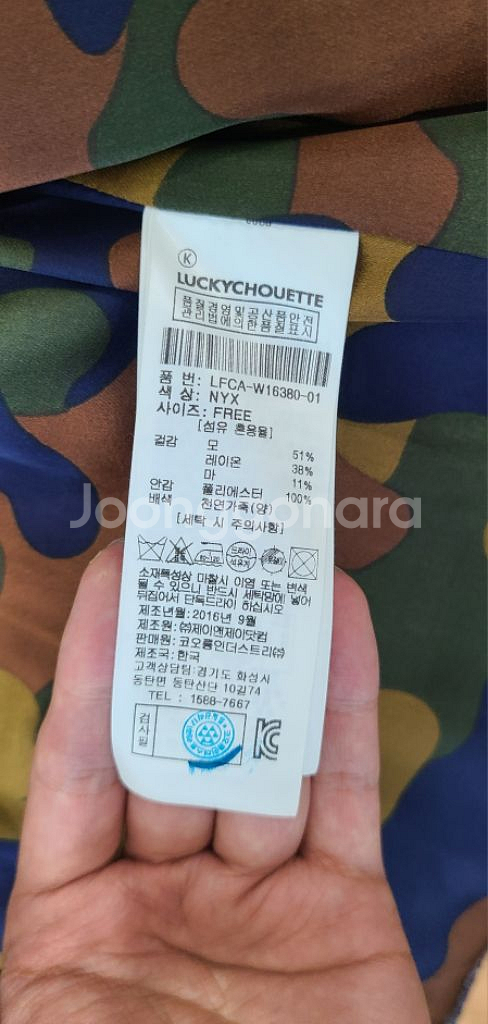 K
LUCKYCHOUETTE
품질경영및공산품안전
관리법에의한품질표시
품 번: LFCA-W16380-01
색 상: NYX
사이즈: FREE
[섬유 혼용율]
겉감 모 51%
레이온 38%
마 11%
안감 폴리에스터 100%
배색 천연가죽(양)
Joonggonara
[세탁 시 주의사항]
드라이
석유계
소재특성상 마찰시 이염 또는 변색
될 수 있으니 반드시 세탁망에 넣어
뒤집어서 단독드라이 하십시오
제조년월: 2016년 9월
제조원: ㈜제이앤제이닷컴
판매원: 코오롱인더스트리㈜
제조국: 한국
고객상담팀: 경기도 화성시
동탄면 동탄산단 10길74
TEL : 1588-7667
검사필
KC